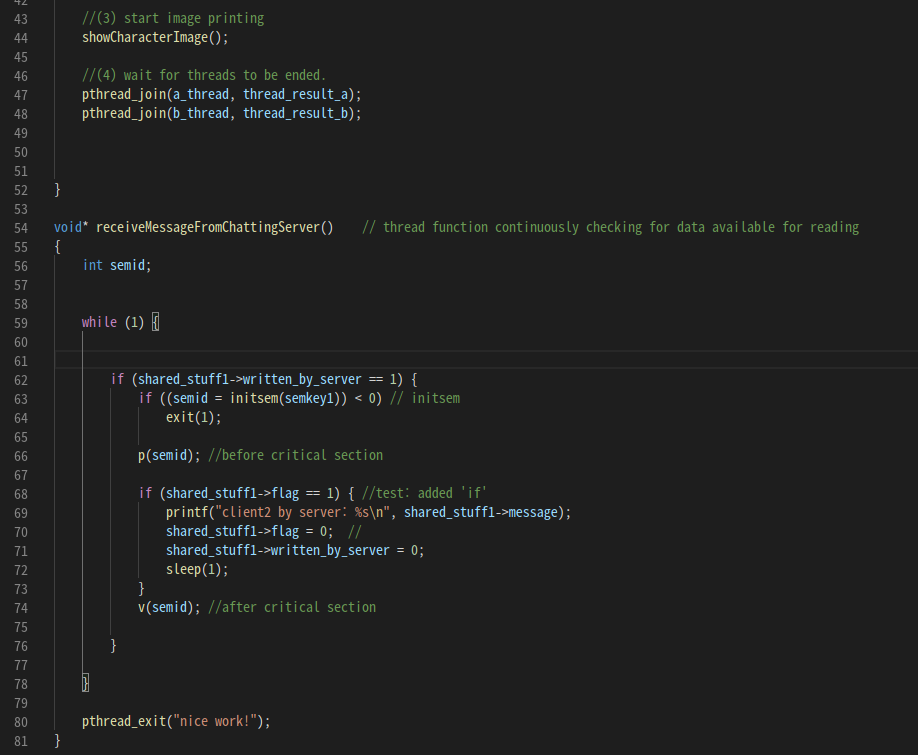 42
43 //(3) start image printing
44 showCharacterImage();
45
46 //(4) wait for threads to be ended.
47 pthread_join(a_thread, thread_result_a);
48 pthread_join(b_thread, thread_result_b);
49
50
51
52 }
53
54 void* receiveMessageFromChattingServer() // thread function continuously checking for data available for reading
55 {
56 int semid;
57
58
59 while (1) {
60
61
62 if (shared_stuff1->written_by_server == 1) {
63 if ((semid = initsem(semkey1)) < 0) // initsem
64 exit(1);
65
66 p(semid); //before critical section
67
68 if (shared_stuff1->flag == 1) { //test: added 'if'
69 printf("client2 by server: %s\n", shared_stuff1->message);
70 shared_stuff1->flag = 0; //
71 shared_stuff1->written_by_server = 0;
72 sleep(1);
73 }
74 v(semid); //after critical section
75
76 }
77
78 }
79
80 pthread_exit("nice work!");
81 }